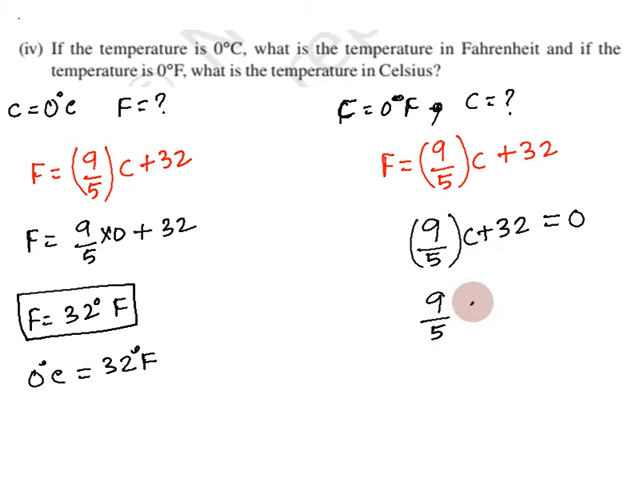 (iv) If the temperature is 0°C, what is the temperature in Fahrenheit and if the
temperature is 0°F, what is the temperature in Celsius?
C=0°C F=?
F=(9/5)C+32
F=9/5×0+32
F=32°F
0°C=32°F
F=0°F, C=?
F=(9/5)C+32
(9/5)C+32=0
9/5